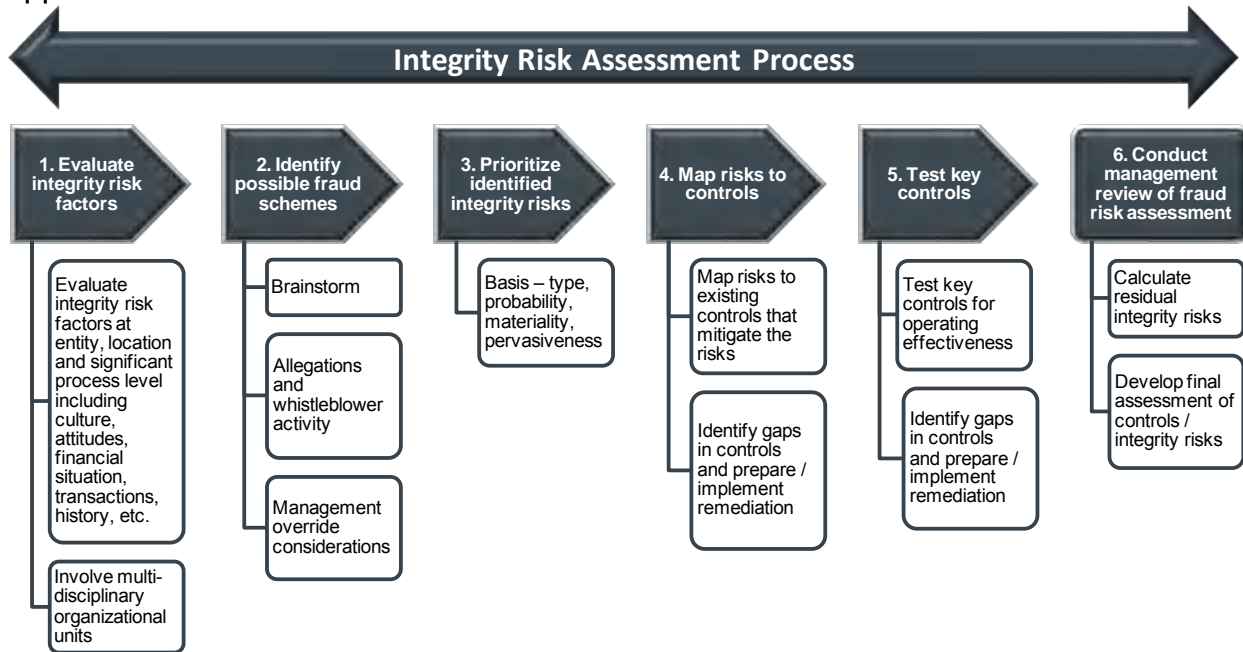 Integrity Risk Assessment Process
1. Evaluate
integrity risk
factors
Evaluate
integrity risk
factors at
entity, location
and significant
process level
including
culture,
attitudes,
financial
situation,
transactions,
history, etc.
Involve multi-
disciplinary
organizational
units
2. Identify
possible fraud
schemes
Brainstorm
Allegations
and
whistleblower
activity
Management
override
considerations
3. Prioritize
identified
integrity risks
Basis – type,
probability,
materiality,
pervasiveness
4. Map risks to
controls
Map risks to
existing
controls that
mitigate the
risks
Identify gaps
in controls
and prepare /
implement
remediation
5. Test key
controls
Test key
controls for
operating
effectiveness
Identify gaps
in controls
and prepare /
implement
remediation
6. Conduct
management
review of fraud
risk assessment
Calculate
residual
integrity risks
Develop final
assessment of
controls /
integrity risks